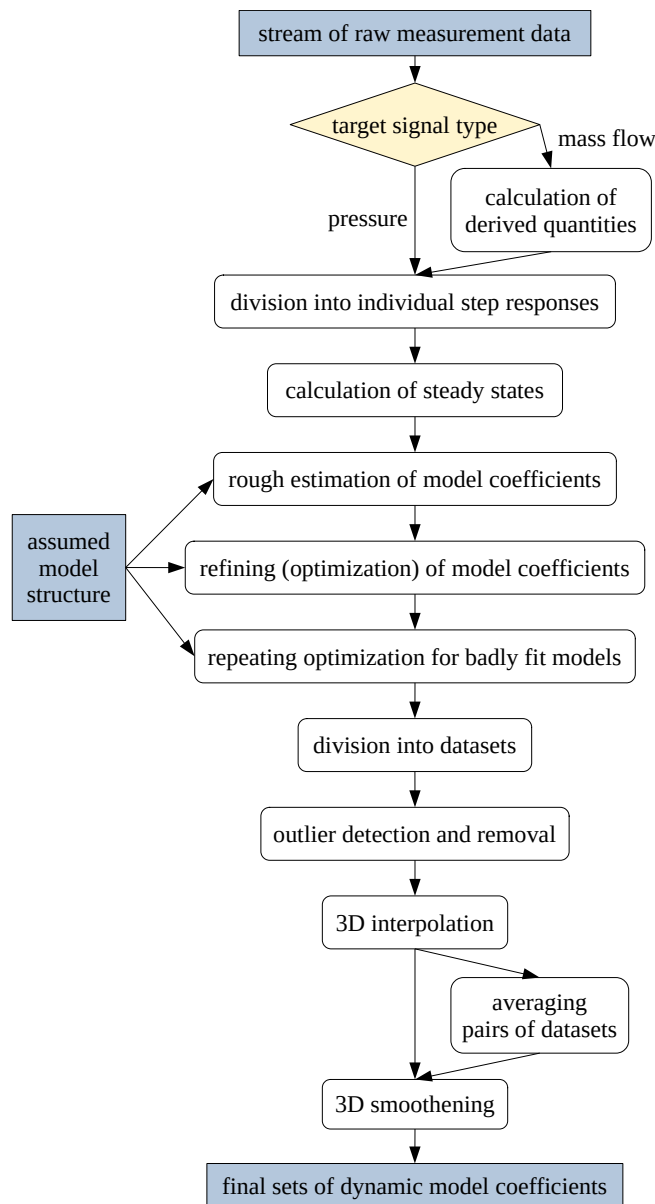 stream of raw measurement data
target signal type
mass flow
calculation of
derived quantities
pressure
division into individual step responses
calculation of steady states
rough estimation of model coefficients
assumed
model
structure
refining (optimization) of model coefficients
repeating optimization for badly fit models
division into datasets
outlier detection and removal
3D interpolation
averaging
pairs of datasets
3D smoothening
final sets of dynamic model coefficients